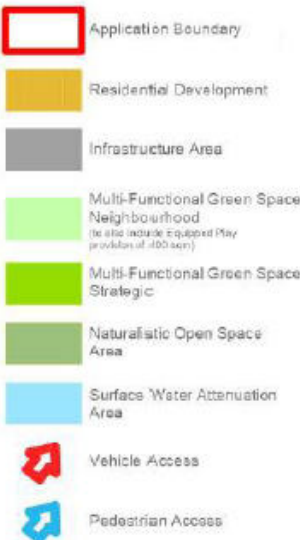 Application Boundary
Residential Development
Infrastructure Area
Multi-Functional Green Space
Neighbourhood
(to also include Equipped Play
provision of 400 sqm)
Multi-Functional Green Space
Strategic
Naturalistic Open Space
Area
Surface Water Attenuation
Area
Vehicle Access
Pedestrian Access